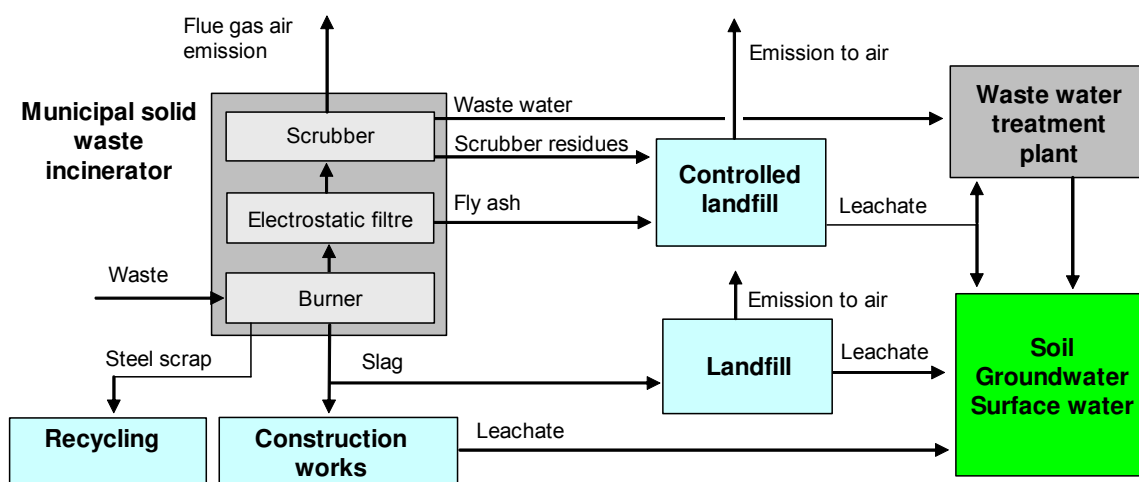 Flue gas air
emission
Emission to air
Municipal solid
waste
incinerator
Scrubber
Waste water
Scrubber residues
Waste water
treatment
plant
Controlled
landfill
Electrostatic filtre
Fly ash
Leachate
Waste
Burner
Emission to air
Steel scrap
Slag
Landfill
Leachate
Soil
Groundwater
Surface water
Recycling
Construction
works
Leachate